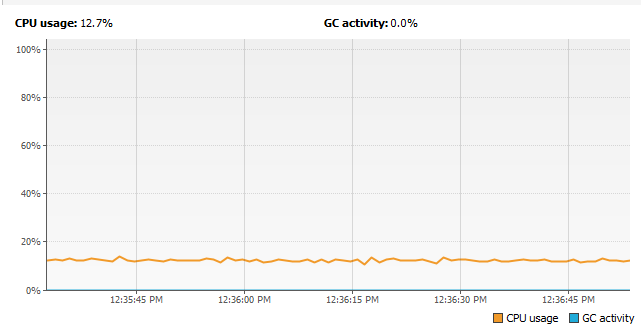 CPU usage: 12.7% GC activity: 0.0%
100%
80%
60%
40%
20%
0%
12:35:45 PM 12:36:00 PM 12:36:15 PM 12:36:30 PM 12:36:45 PM
CPU usage GC activity